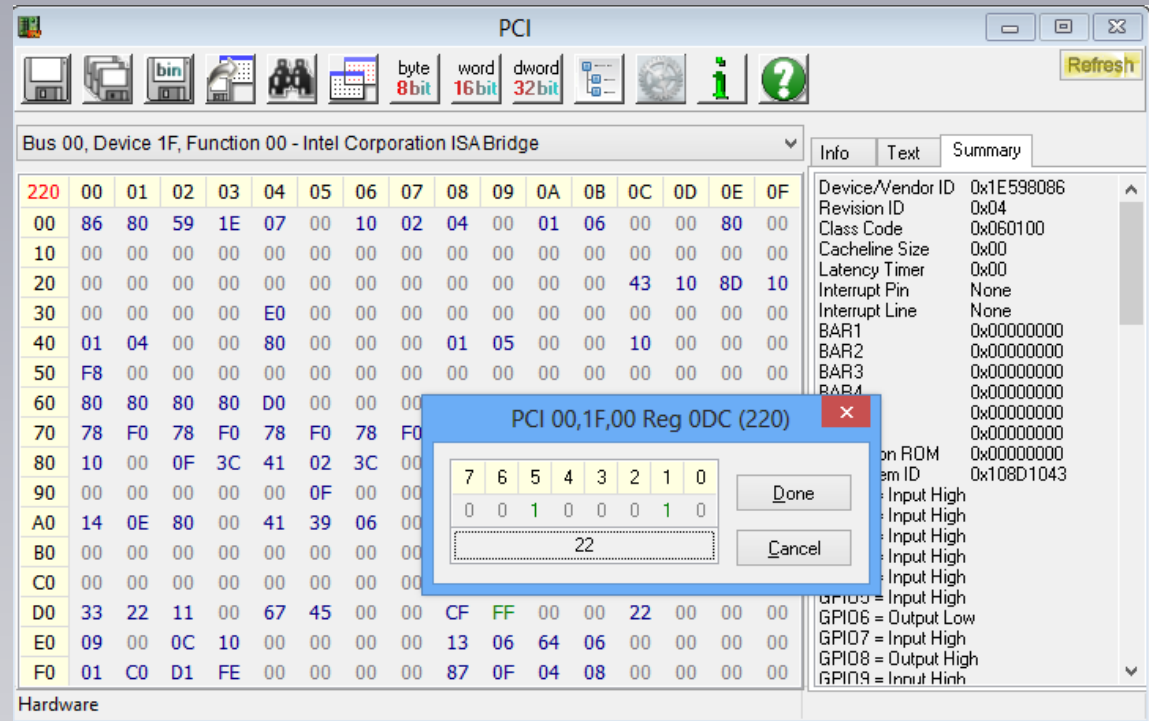 PCI
bin
byte 8bit
word 16bit
dword 32bit
Refresh
Bus 00, Device 1F, Function 00 - Intel Corporation ISA Bridge
Info Text Summary
220 00 01 02 03 04 05 06 07 08 09 0A 0B 0C 0D 0E 0F
00 86 80 59 1E 07 00 10 02 04 00 01 06 00 00 80 00
10 00 00 00 00 00 00 00 00 00 00 00 00 00 00 00 00
20 00 00 00 00 00 00 00 00 00 00 00 00 43 10 8D 10
30 00 00 00 00 E0 00 00 00 00 00 00 00 00 00 00 00
40 01 04 00 00 80 00 00 00 01 05 00 00 10 00 00 00
50 F8 00 00 00 00 00 00 00 00 00 00 00 00 00 00 00
60 80 80 80 80 D0 00 00 00
70 78 F0 78 F0 78 F0 78 F0
80 10 00 0F 3C 41 02 3C 00
90 00 00 00 00 00 0F 00 00
A0 14 0E 80 00 41 39 06 00
B0 00 00 00 00 00 00 00 00
C0 00 00 00 00 00 00 00 00
D0 33 22 11 00 67 45 00 00 CF FF 00 00 22 00 00 00
E0 09 00 0C 10 00 00 00 00 13 06 64 06 00 00 00 00
F0 01 C0 D1 FE 00 00 00 00 87 0F 04 08 00 00 00 00
PCI 00,1F,00 Reg 0DC (220)
7 6 5 4 3 2 1 0
0 0 1 0 0 0 1 0
22
Done
Cancel
Device/Vendor ID 0x1E598086
Revision ID 0x04
Class Code 0x060100
Cacheline Size 0x00
Latency Timer 0x00
Interrupt Pin None
Interrupt Line None
BAR1 0x00000000
BAR2 0x00000000
BAR3 0x00000000
BAR4 0x00000000
0x00000000
0x00000000
on ROM 0x00000000
em ID 0x108D1043
= Input High
= Input High
= Input High
= Input High
= Input High
GPIO5 = Input High
GPIO6 = Output Low
GPIO7 = Input High
GPIO8 = Output High
GPIO9 = Input High
Hardware